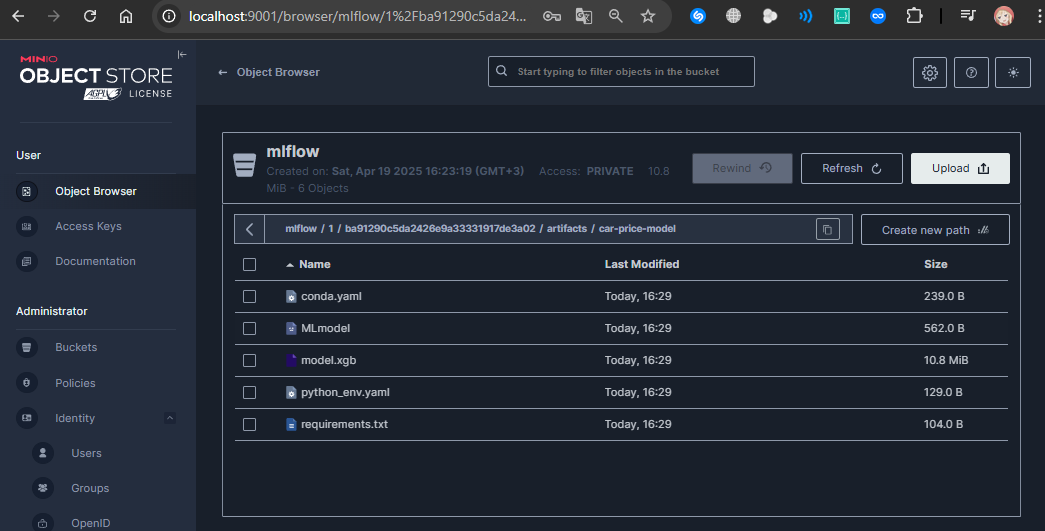 localhost:9001/browser/mlflow/1%2Fba91290c5da24...
MINIO
OBJECT STORE
AGPLv3 LICENSE
← Object Browser
Start typing to filter objects in the bucket
User
Object Browser
Access Keys
Documentation
Administrator
Buckets
Policies
Identity
Users
Groups
OpenID
mlflow
Created on: Sat, Apr 19 2025 16:23:19 (GMT+3) Access: PRIVATE 10.8
MiB - 6 Objects
Rewind
Refresh
Upload
mlflow / 1 / ba91290c5da2426e9a33331917de3a02 / artifacts / car-price-model
Create new path
Name Last Modified Size
conda.yaml Today, 16:29 239.0 B
MLmodel Today, 16:29 562.0 B
model.xgb Today, 16:29 10.8 MiB
python_env.yaml Today, 16:29 129.0 B
requirements.txt Today, 16:29 104.0 B